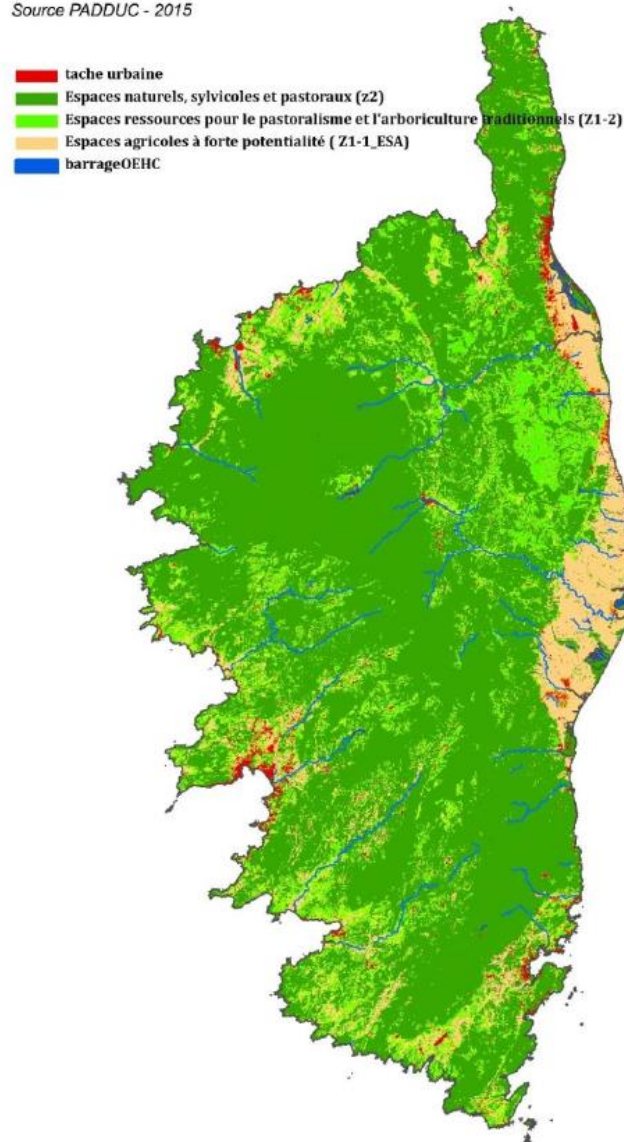 Source PADDUC - 2015
tache urbaine
Espaces naturels, sylvicoles et pastoraux (z2)
Espaces ressources pour le pastoralisme et l'arboriculture traditionnels (Z1-2)
Espaces agricoles à forte potentialité ( Z1-1_ESA)
barrageOEHC